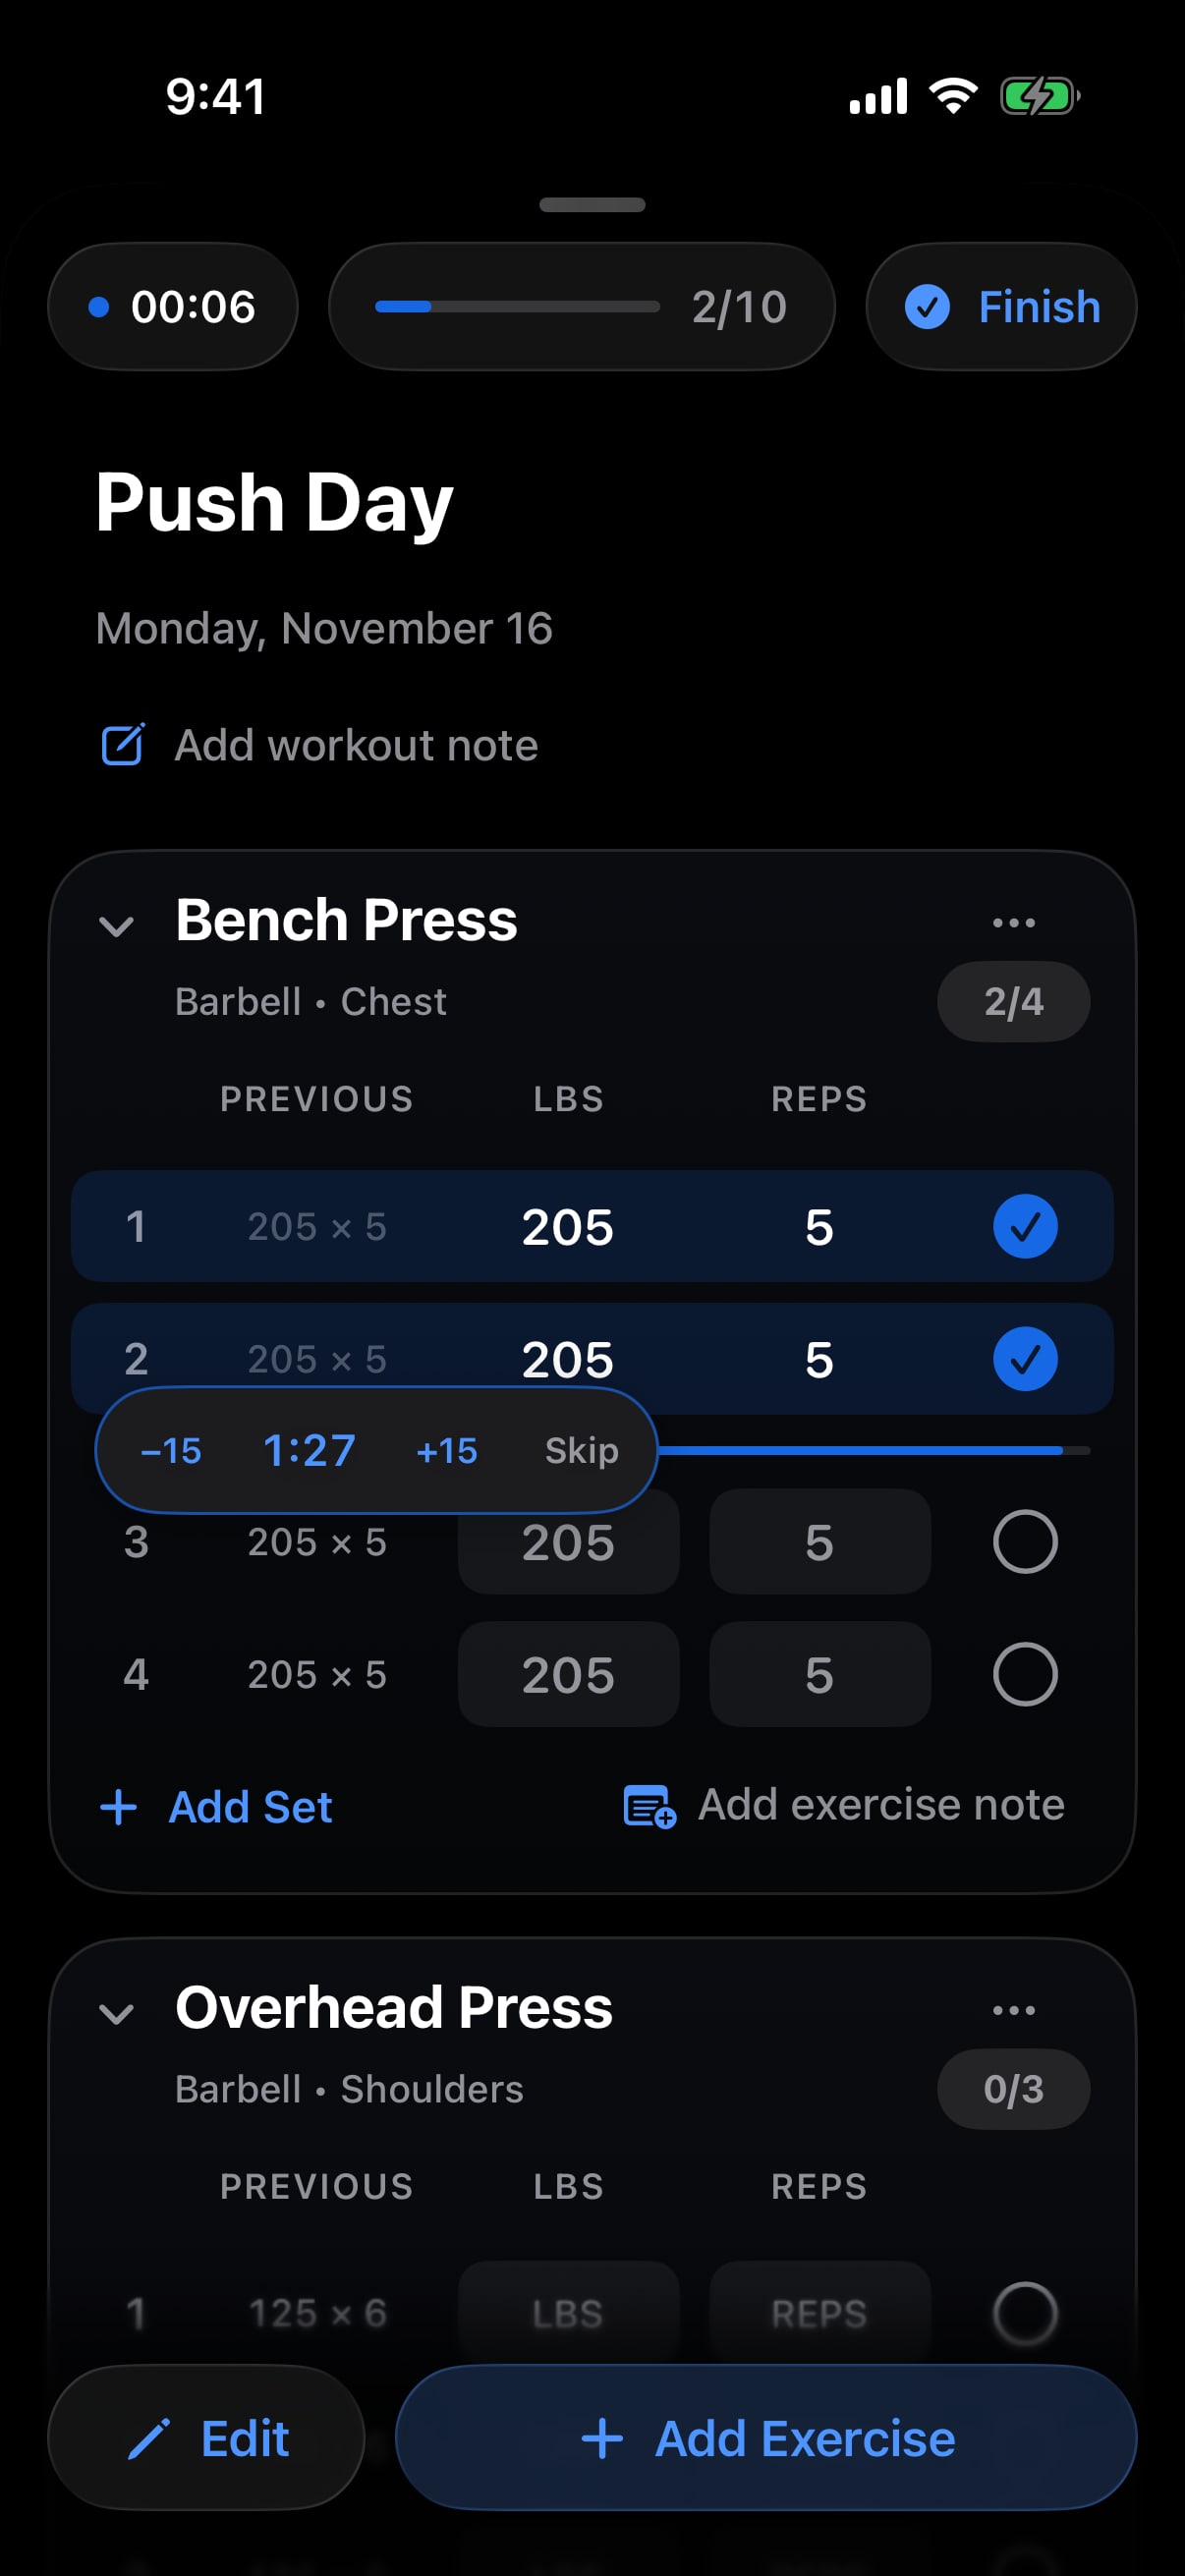 9:41
00:06
2/10
Finish
Push Day
Monday, November 16
Add workout note
Bench Press
Barbell • Chest
2/4
PREVIOUS LBS REPS
1 205 × 5 205 5
2 205 × 5 205 5
–15 1:27 +15 Skip
3 205 × 5 205 5
4 205 × 5 205 5
Add Set
Add exercise note
Overhead Press
Barbell • Shoulders
0/3
PREVIOUS LBS REPS
1 125 × 6 LBS REPS
Edit
Add Exercise